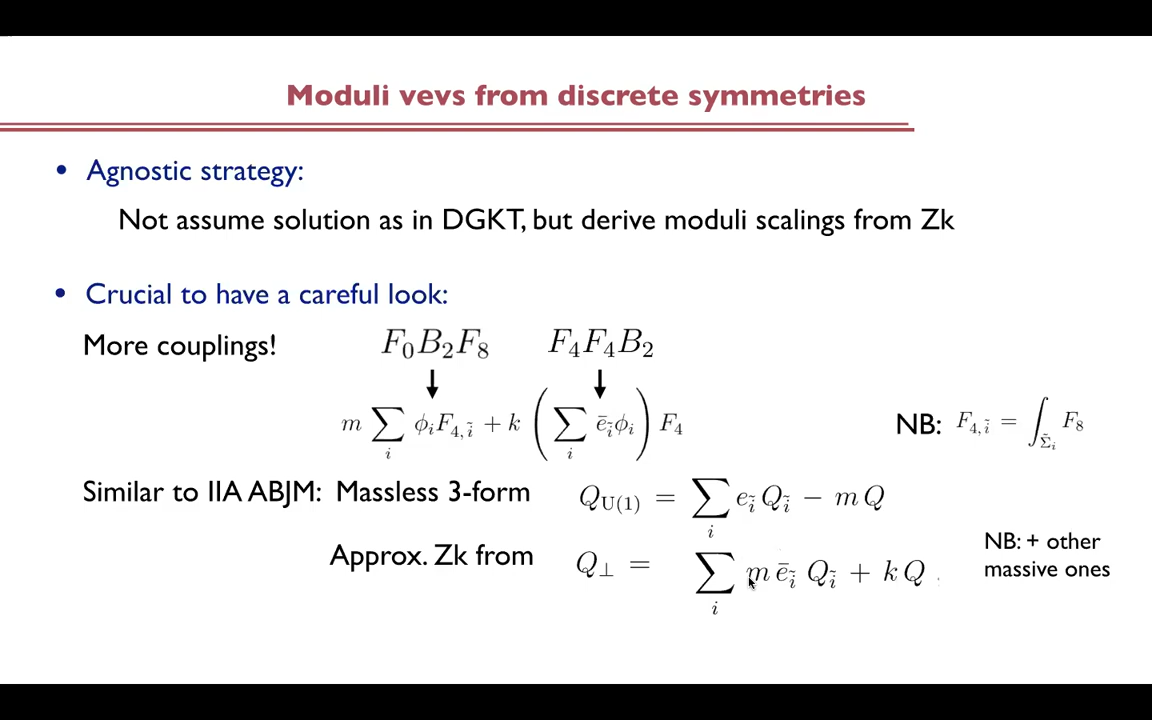 Moduli vevs from discrete symmetries
• Agnostic strategy:
Not assume solution as in DGKT, but derive moduli scalings from Zk
• Crucial to have a careful look:
More couplings! F₀B₂F₈ F₄F₄B₂
m ∑ᵢ ϕᵢF₄,ĩ + k (∑ᵢ ēĩϕᵢ) F₄ NB: F₄,ĩ = ∫_Σ̃ᵢ F₈
Similar to IIA ABJM: Massless 3-form Q_U(1) = ∑ᵢ eĩ Qĩ − m Q
Approx. Zk from Q⊥ = ∑ᵢ m ēĩ Qĩ + k Q
NB: + other
massive ones